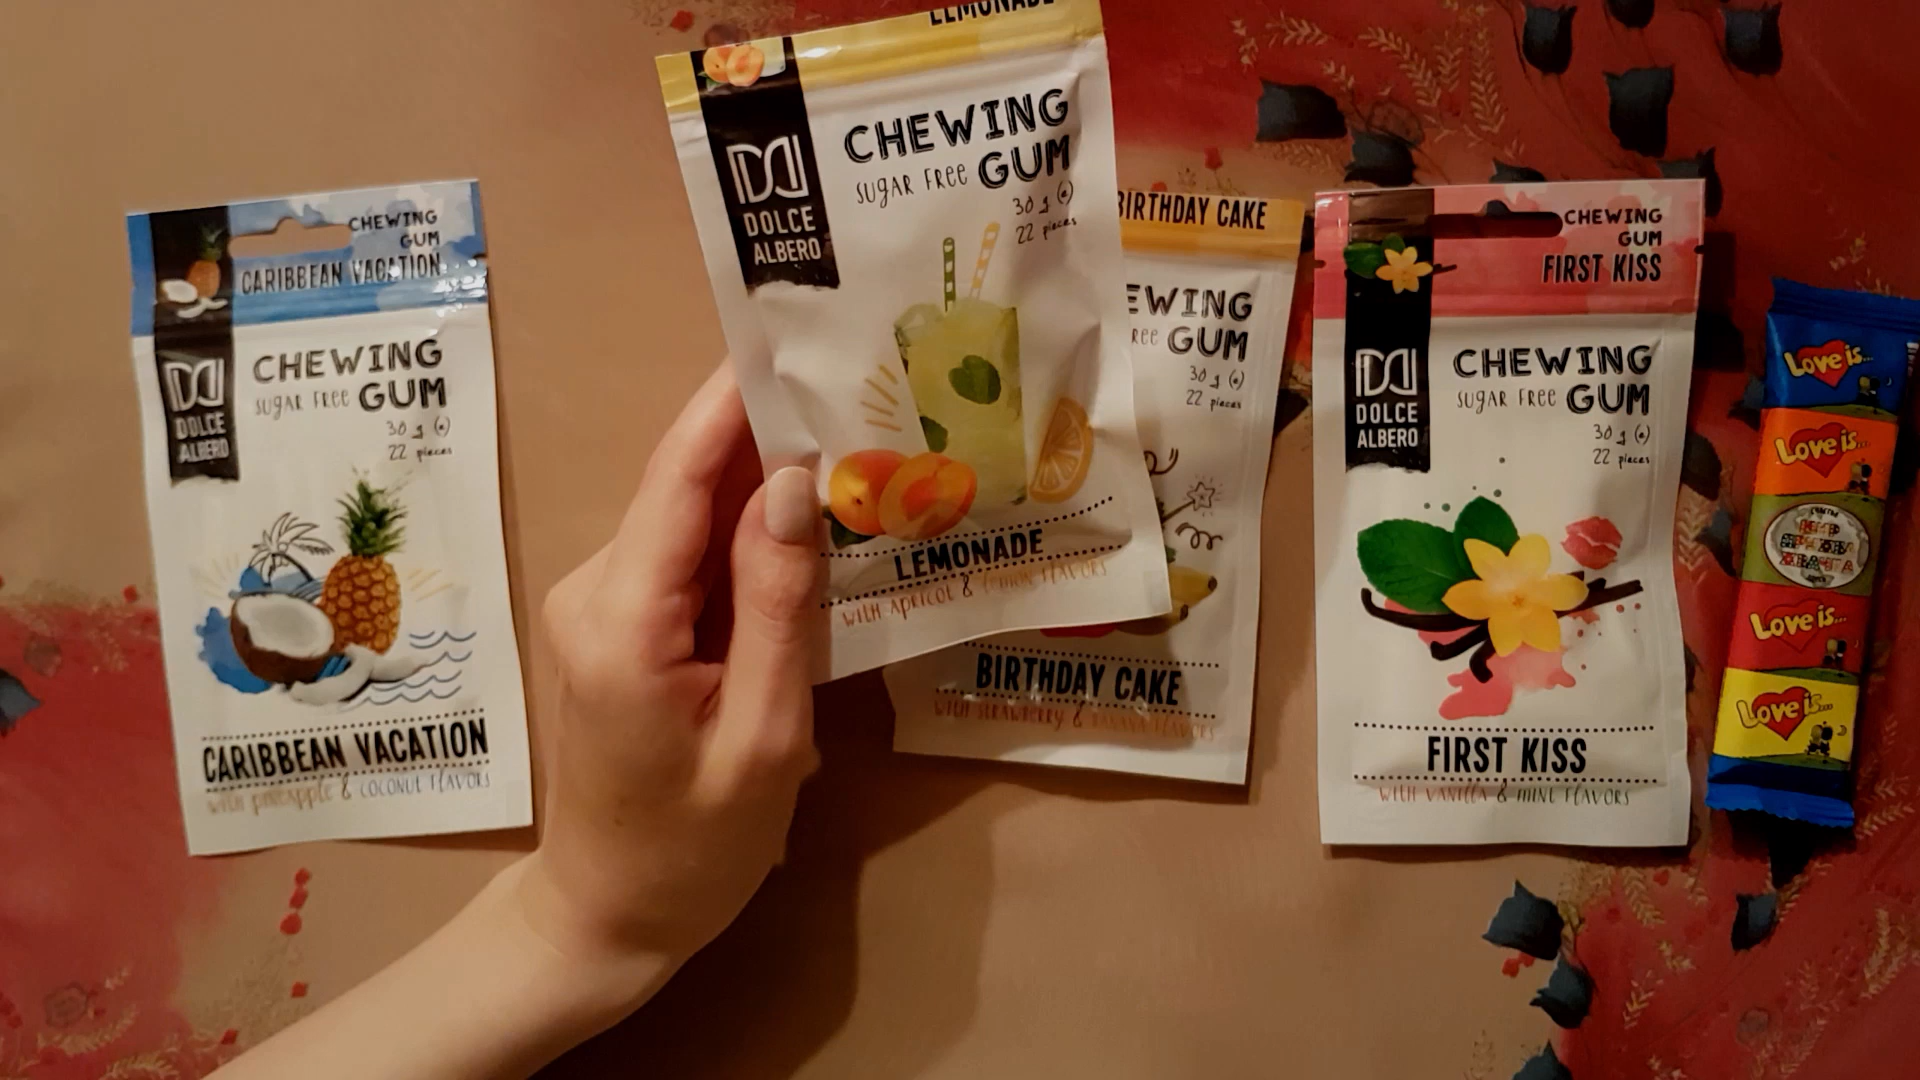 CHEWING
GUM
CARIBBEAN VACATION
DOLCE
ALBERO
CHEWING
SUGAR FREE GUM
30 g (e)
22 pieces
CARIBBEAN VACATION
with pineapple & coconut flavors
LEMONADE
DOLCE
ALBERO
CHEWING
SUGAR FREE GUM
30 g (e)
22 pieces
LEMONADE
WITH APRICOT & lemon FLAVORS
BIRTHDAY CAKE
EWING
REE GUM
30 g (e)
22 pieces
BIRTHDAY CAKE
WITH STRAWBERRY & BANANA FLAVORS
CHEWING
GUM
FIRST KISS
DOLCE
ALBERO
CHEWING
SUGAR FREE GUM
30 g (e)
22 pieces
FIRST KISS
WITH VANILLA & MINT FLAVORS
Love is...
Love is...
Love is...
Love is...